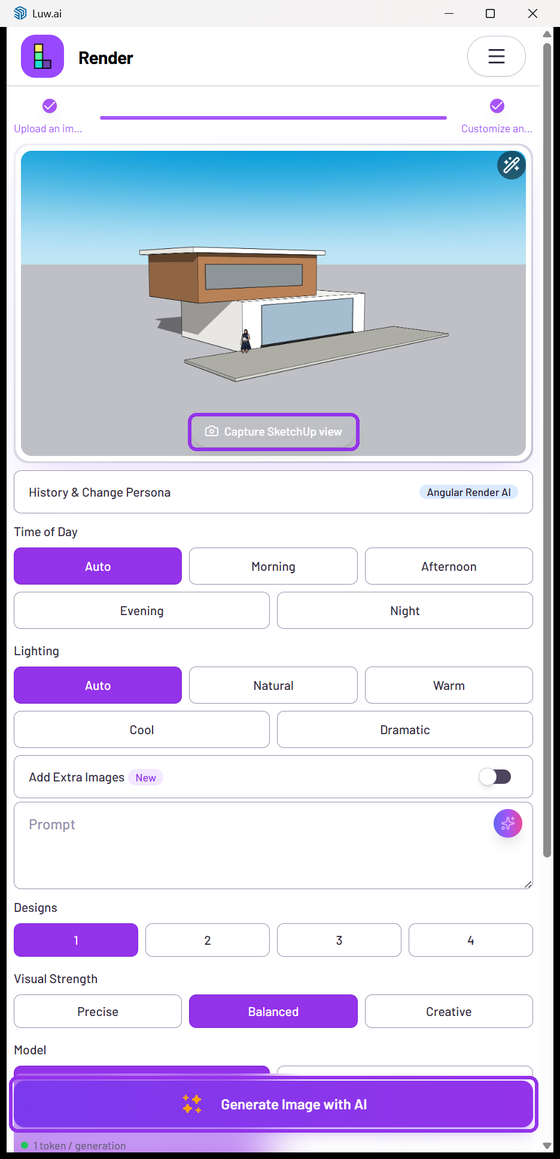 Luw.ai
Render
Upload an im...
Customize an...
Capture SketchUp view
History & Change Persona
Angular Render AI
Time of Day
Auto
Morning
Afternoon
Evening
Night
Lighting
Auto
Natural
Warm
Cool
Dramatic
Add Extra Images New
Prompt
Designs
1
2
3
4
Visual Strength
Precise
Balanced
Creative
Model
Generate Image with AI
1 token / generation